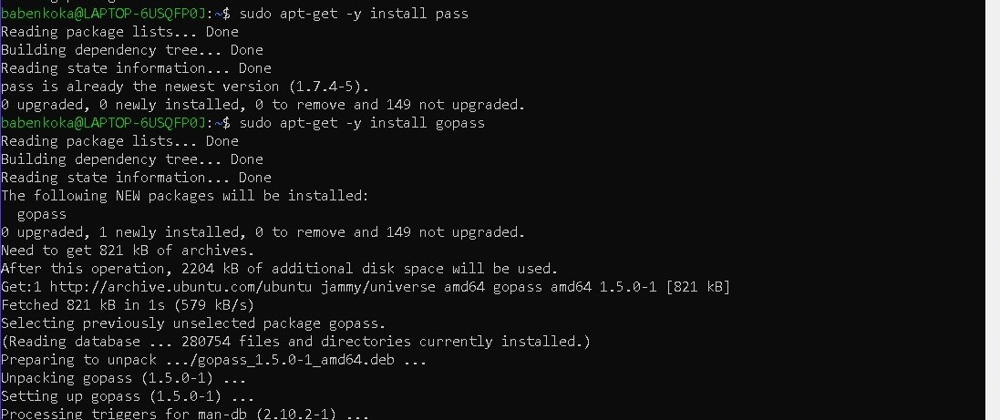 babenkoka@LAPTOP-6USQFP0J:~$ sudo apt-get -y install pass
Reading package lists... Done
Building dependency tree... Done
Reading state information... Done
pass is already the newest version (1.7.4-5).
0 upgraded, 0 newly installed, 0 to remove and 149 not upgraded.
babenkoka@LAPTOP-6USQFP0J:~$ sudo apt-get -y install gopass
Reading package lists... Done
Building dependency tree... Done
Reading state information... Done
The following NEW packages will be installed:
  gopass
0 upgraded, 1 newly installed, 0 to remove and 149 not upgraded.
Need to get 821 kB of archives.
After this operation, 2204 kB of additional disk space will be used.
Get:1 http://archive.ubuntu.com/ubuntu jammy/universe amd64 gopass amd64 1.5.0-1 [821 kB]
Fetched 821 kB in 1s (579 kB/s)
Selecting previously unselected package gopass.
(Reading database ... 280754 files and directories currently installed.)
Preparing to unpack .../gopass_1.5.0-1_amd64.deb ...
Unpacking gopass (1.5.0-1) ...
Setting up gopass (1.5.0-1) ...
Processing triggers for man-db (2.10.2-1) ...